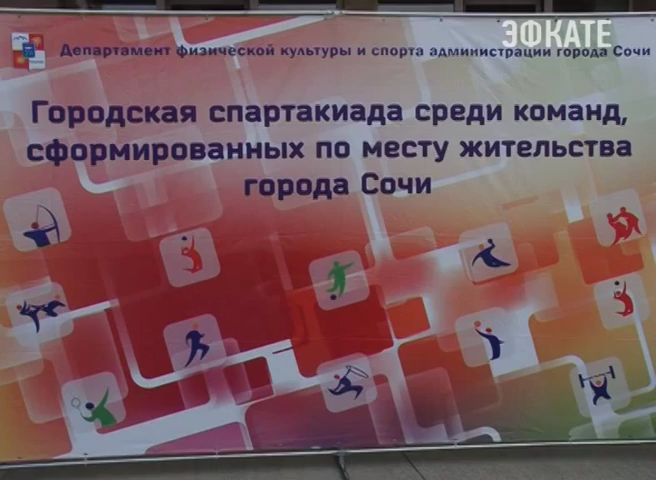 ЭФКАТЕ
Департамент физической культуры и спорта администрации города Сочи
Городская спартакиада среди команд,
сформированных по месту жительства
города Сочи